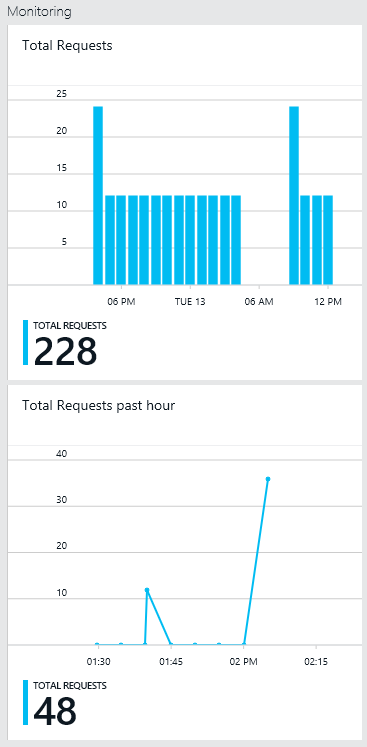 Monitoring
Total Requests
25
20
15
10
5
06 PM TUE 13 06 AM 12 PM
TOTAL REQUESTS
228
Total Requests past hour
40
30
20
10
01:30 01:45 02 PM 02:15
TOTAL REQUESTS
48